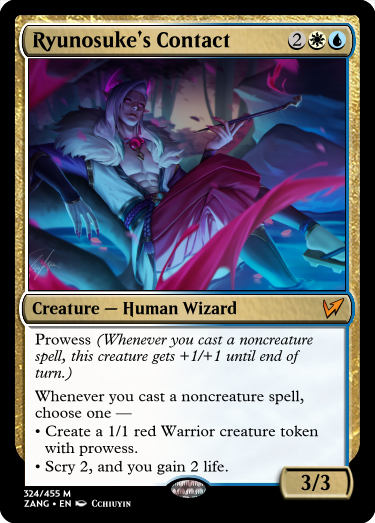 Ryunosuke's Contact 2
Creature — Human Wizard
Prowess (Whenever you cast a noncreature
spell, this creature gets +1/+1 until end of
turn.)
Whenever you cast a noncreature spell,
choose one —
• Create a 1/1 red Warrior creature token
with prowess.
• Scry 2, and you gain 2 life.
3/3
324/455 M
ZANG • EN Cchiuyin